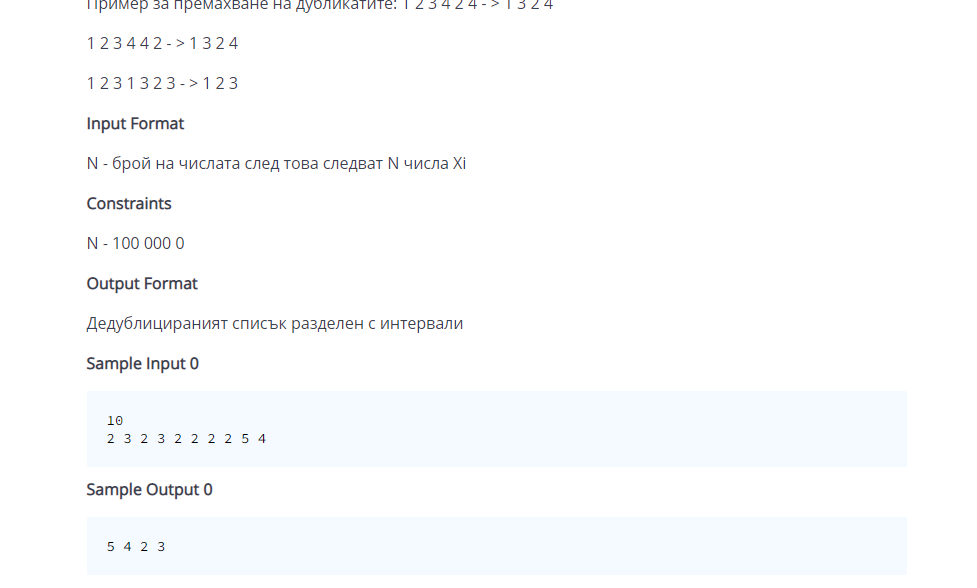 Пример за премахване на дубликатите: 1 2 3 4 2 4 - > 1 3 2 4
1 2 3 4 4 2 - > 1 3 2 4
1 2 3 1 3 2 3 - > 1 2 3
Input Format
N - брой на числата след това следват N числа Xi
Constraints
N - 100 000 0
Output Format
Дедублицираният списък разделен с интервали
Sample Input 0
10
2 3 2 3 2 2 2 2 5 4
Sample Output 0
5 4 2 3